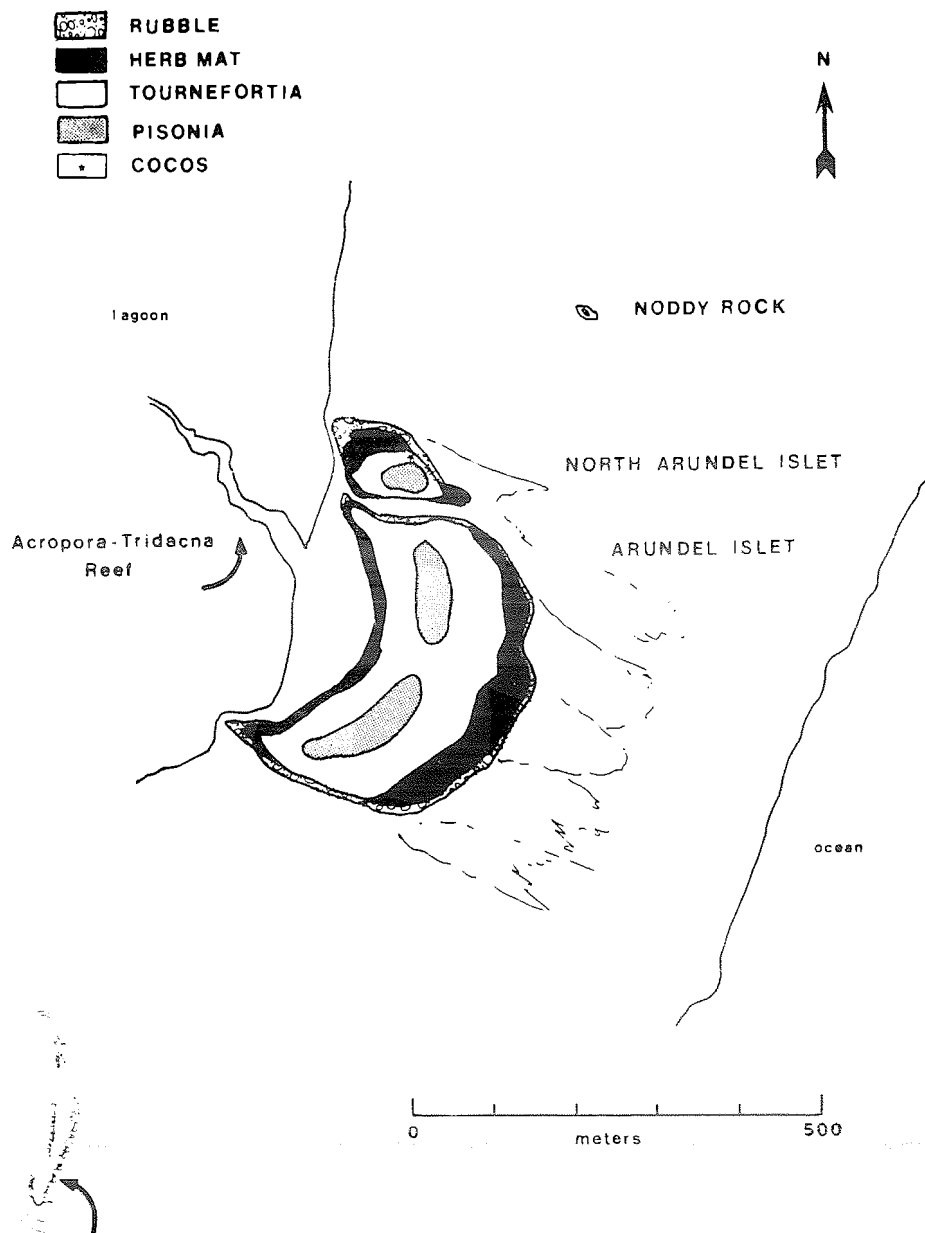 RUBBLE
HERB MAT
TOURNEFORTIA
PISONIA
COCOS
N
lagoon
NODDY ROCK
NORTH ARUNDEL ISLET
Acropora-Tridacna
Reef
ARUNDEL ISLET
ocean
0 500
meters